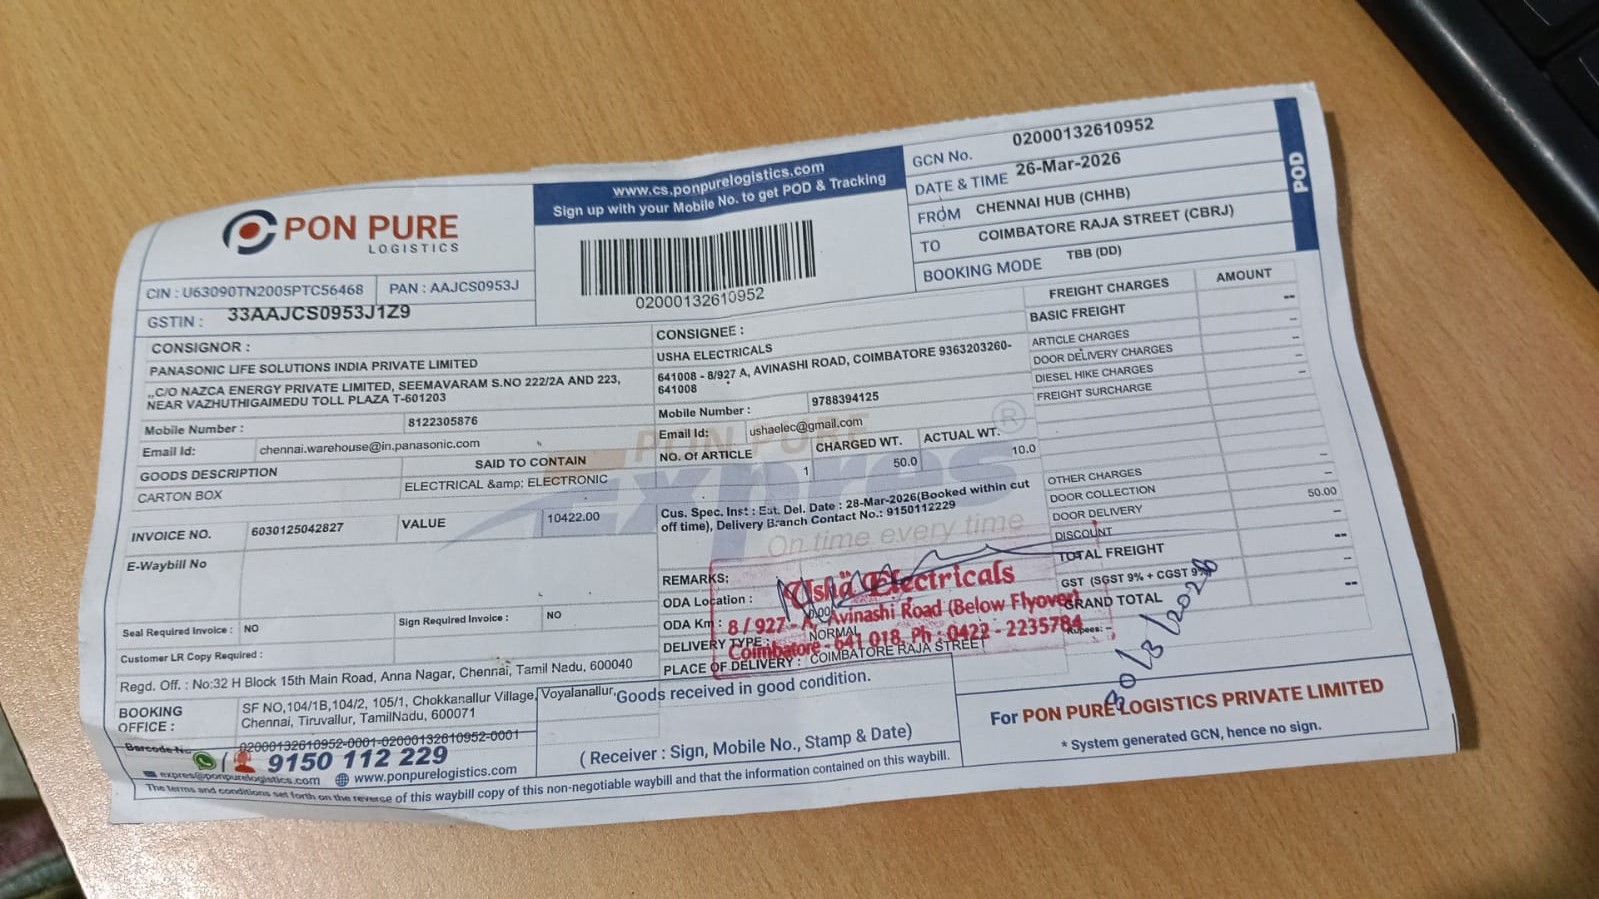 PON PURE
LOGISTICS
CIN : U63090TN2005PTC56468
PAN : AAJCS0953J
GSTIN : 33AAJCS0953J1Z9
www.cs.ponpurelogistics.com
Sign up with your Mobile No. to get POD & Tracking
02000132610952
GCN No. 02000132610952
DATE & TIME 26-Mar-2026
FROM CHENNAI HUB (CHHB)
TO COIMBATORE RAJA STREET (CBRJ)
BOOKING MODE TBB (DD)
POD
CONSIGNOR :
PANASONIC LIFE SOLUTIONS INDIA PRIVATE LIMITED
,,C/O NAZCA ENERGY PRIVATE LIMITED, SEEMAVARAM S.NO 222/2A AND 223,
NEAR VAZHUTHIGAIMEDU TOLL PLAZA T-601203
Mobile Number : 8122305876
Email Id: chennai.warehouse@in.panasonic.com
GOODS DESCRIPTION
SAID TO CONTAIN
CARTON BOX
ELECTRICAL &amp; ELECTRONIC
INVOICE NO. 6030125042827
VALUE 10422.00
E-Waybill No
Seal Required Invoice : NO
Sign Required Invoice : NO
Customer LR Copy Required :
CONSIGNEE :
USHA ELECTRICALS
641008 - 8/927 A, AVINASHI ROAD, COIMBATORE 9363203260-
641008
Mobile Number : 9788394125
Email Id: ushaelec@gmail.com
NO. Of ARTICLE CHARGED WT. ACTUAL WT.
1 50.0 10.0
PON PURE
Expres ®
On time every time
Cus. Spec. Inst : Est. Del. Date : 28-Mar-2026(Booked within cut
off time), Delivery Branch Contact No.: 9150112229
REMARKS:
ODA Location :
ODA Km :
DELIVERY TYPE : NORMAL
PLACE OF DELIVERY : COIMBATORE RAJA STREET
Usha Electricals
8 / 927 - A, Avinashi Road (Below Flyover)
Coimbatore - 641 018. Ph : 0422 - 2235784
FREIGHT CHARGES AMOUNT
BASIC FREIGHT --
ARTICLE CHARGES –
DOOR DELIVERY CHARGES –
DIESEL HIKE CHARGES –
FREIGHT SURCHARGE –
OTHER CHARGES –
DOOR COLLECTION –
DOOR DELIVERY 50.00
DISCOUNT –
TOTAL FREIGHT --
GST (SGST 9% + CGST 9%) –
GRAND TOTAL --
Rupees: –
Regd. Off. : No:32 H Block 15th Main Road, Anna Nagar, Chennai, Tamil Nadu, 600040
BOOKING
OFFICE :
SF NO,104/1B,104/2, 105/1, Chokkanallur Village, Voyalanallur,
Chennai, Tiruvallur, TamilNadu, 600071
Barcode No 02000132610952-0001-02000132610952-0001
9150 112 229
expres@ponpurelogistics.com www.ponpurelogistics.com
Goods received in good condition.
( Receiver : Sign, Mobile No., Stamp & Date)
For PON PURE LOGISTICS PRIVATE LIMITED
* System generated GCN, hence no sign.
The terms and conditions set forth on the reverse of this waybill copy of this non-negotiable waybill and that the information contained on this waybill.